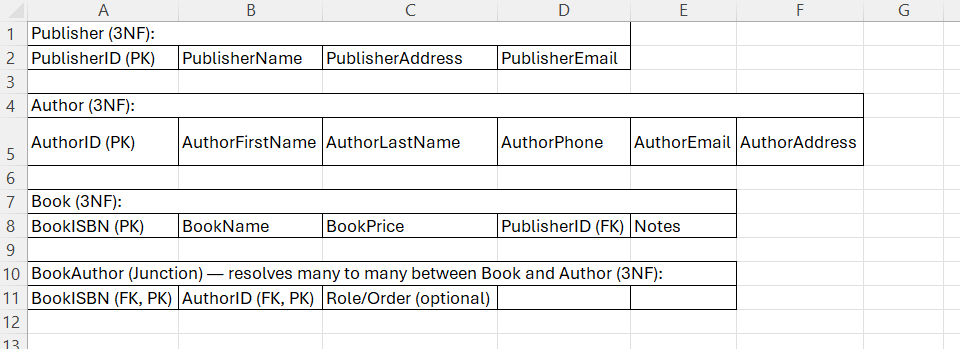 A B C D E F G
1 Publisher (3NF):
2 PublisherID (PK) PublisherName PublisherAddress PublisherEmail
3
4 Author (3NF):
5 AuthorID (PK) AuthorFirstName AuthorLastName AuthorPhone AuthorEmail AuthorAddress
6
7 Book (3NF):
8 BookISBN (PK) BookName BookPrice PublisherID (FK) Notes
9
10 BookAuthor (Junction) — resolves many to many between Book and Author (3NF):
11 BookISBN (FK, PK) AuthorID (FK, PK) Role/Order (optional)
12
13